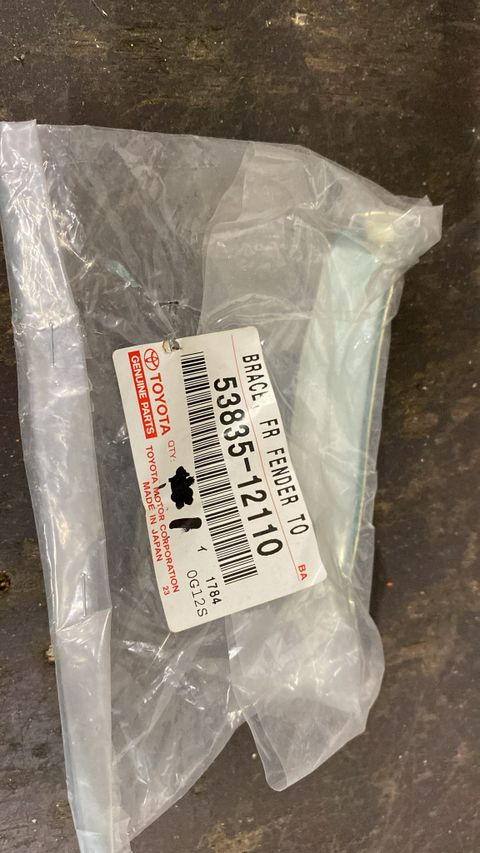 BRACE, FR FENDER TO
53835-12110
BA
TOYOTA
GENUINE PARTS
QTY:
1
1784
0G12S
TOYOTA MOTOR CORPORATION
MADE IN JAPAN
23